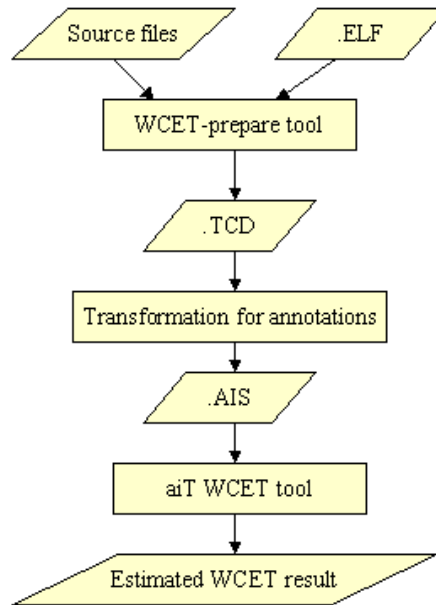 Source files
.ELF
WCET-prepare tool
.TCD
Transformation for annotations
.AIS
aiT WCET tool
Estimated WCET result